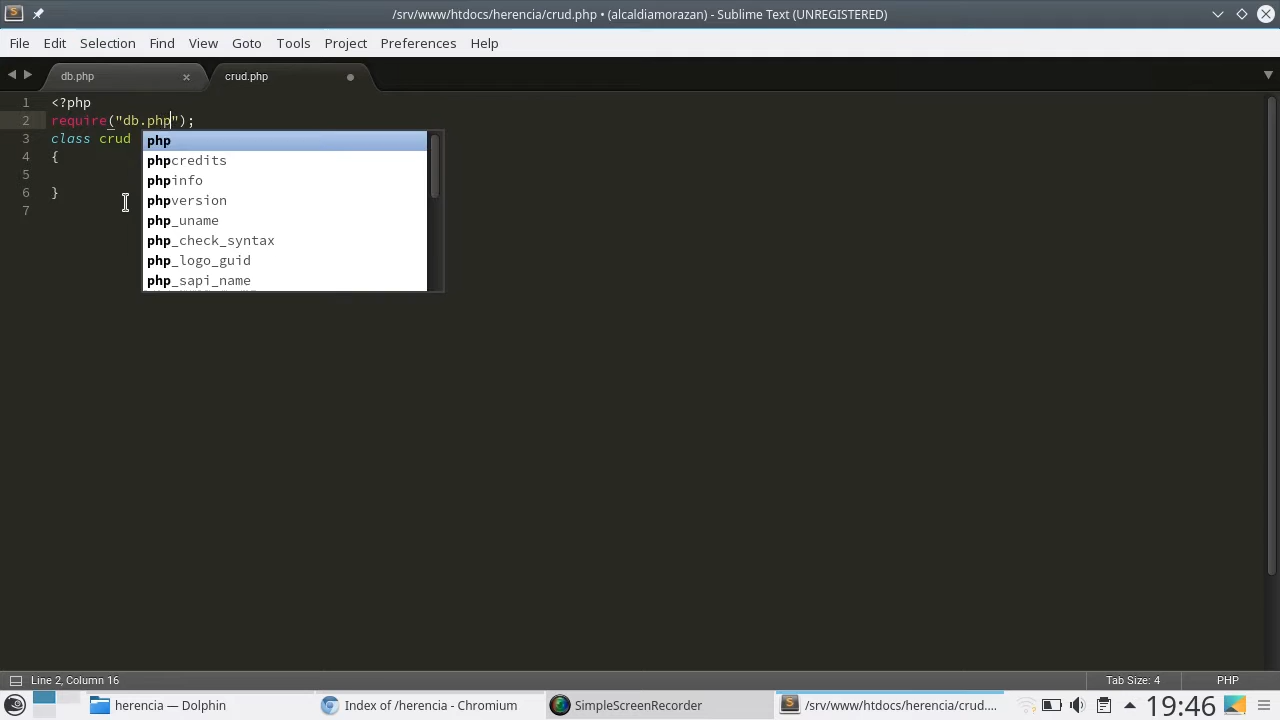 /srv/www/htdocs/herencia/crud.php • (alcaldiamorazan) - Sublime Text (UNREGISTERED)
File Edit Selection Find View Goto Tools Project Preferences Help
db.php × crud.php
1 <?php
2 require("db.php");
3 class crud
4 {
5
6 }
7
php
phpcredits
phpinfo
phpversion
php_uname
php_check_syntax
php_logo_guid
php_sapi_name
Line 2, Column 16 Tab Size: 4 PHP
herencia — Dolphin Index of /herencia - Chromium SimpleScreenRecorder /srv/www/htdocs/herencia/crud.... 19:46